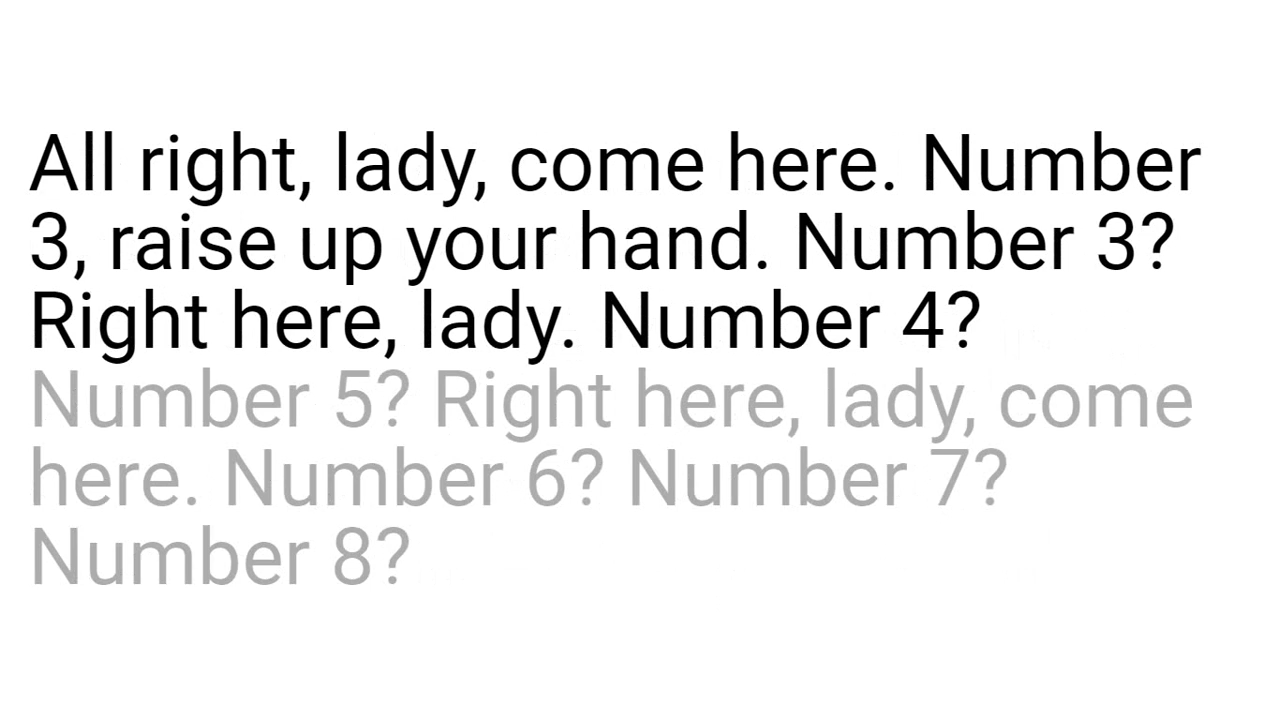 All right, lady, come here. Number
3, raise up your hand. Number 3?
Right here, lady. Number 4?
Number 5? Right here, lady, come
here. Number 6? Number 7?
Number 8?